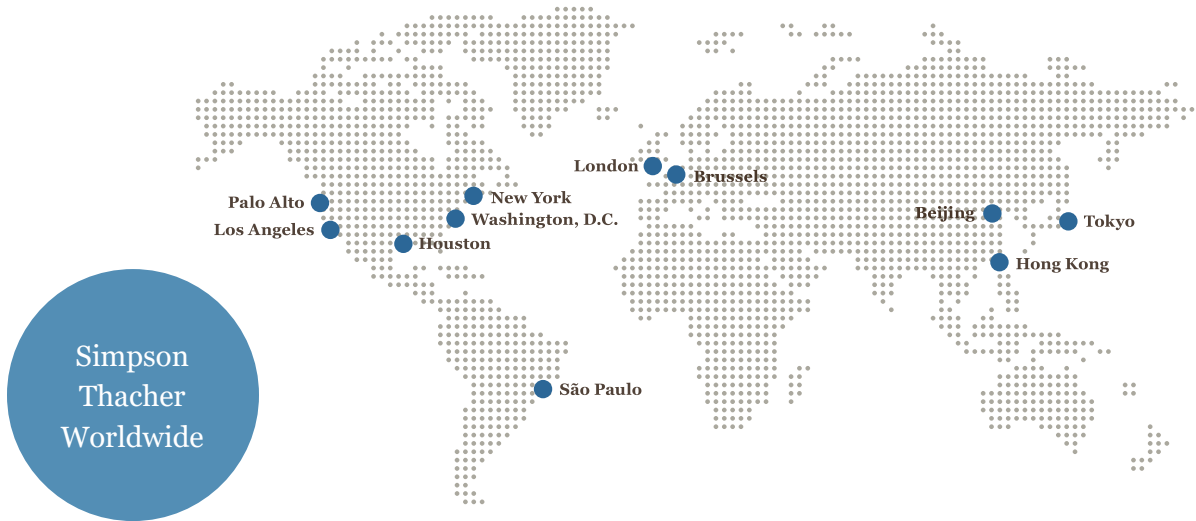 London
Brussels
Palo Alto
New York
Los Angeles
Washington, D.C.
Houston
Beijing
Tokyo
Hong Kong
Simpson
Thacher
Worldwide
São Paulo